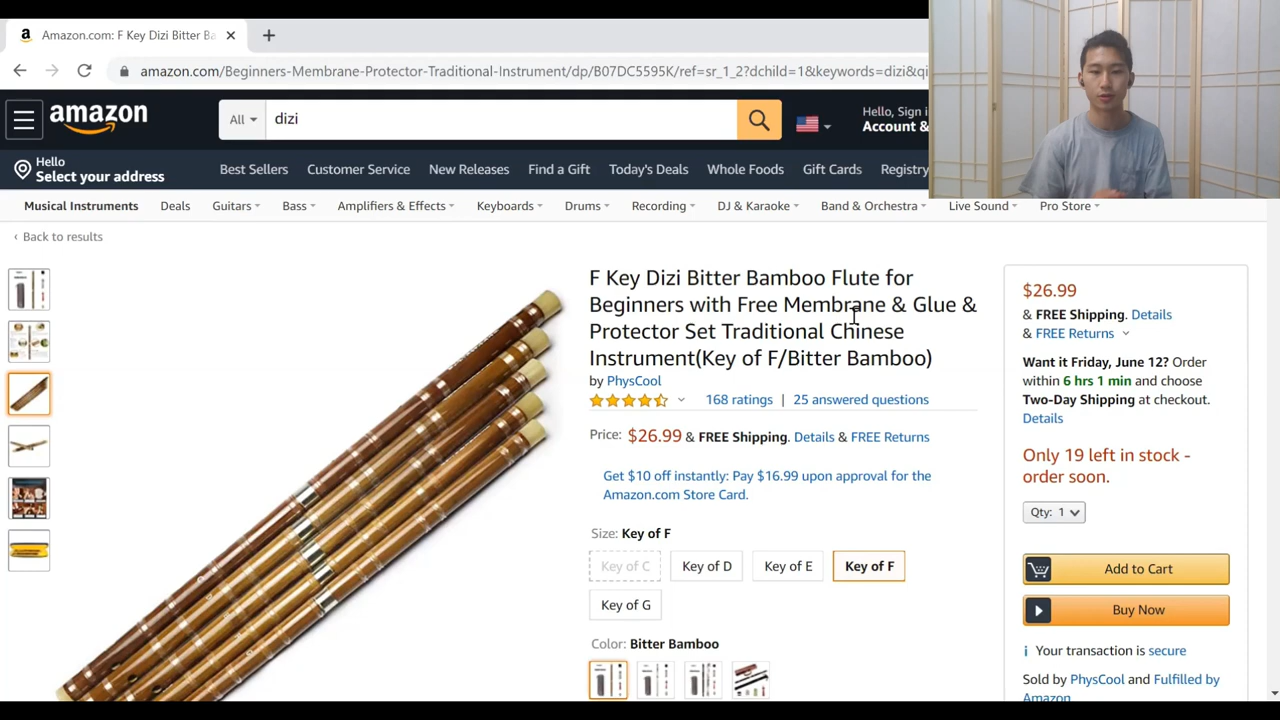 Amazon.com: F Key Dizi Bitter Ba
amazon.com/Beginners-Membrane-Protector-Traditional-Instrument/dp/B07DC5595K/ref=sr_1_2?dchild=1&keywords=dizi&qi
amazon
All
dizi
Hello, Sign i
Account &
Hello
Select your address
Best Sellers Customer Service New Releases Find a Gift Today's Deals Whole Foods Gift Cards Registry
Musical Instruments Deals Guitars Bass Amplifiers & Effects Keyboards Drums Recording DJ & Karaoke Band & Orchestra Live Sound Pro Store
‹ Back to results
F Key Dizi Bitter Bamboo Flute for
Beginners with Free Membrane & Glue &
Protector Set Traditional Chinese
Instrument(Key of F/Bitter Bamboo)
by PhysCool
168 ratings | 25 answered questions
Price: $26.99 & FREE Shipping. Details & FREE Returns
Get $10 off instantly: Pay $16.99 upon approval for the
Amazon.com Store Card.
Size: Key of F
Key of C Key of D Key of E Key of F
Key of G
Color: Bitter Bamboo
$26.99
& FREE Shipping. Details
& FREE Returns
Want it Friday, June 12? Order
within 6 hrs 1 min and choose
Two-Day Shipping at checkout.
Details
Only 19 left in stock -
order soon.
Qty: 1
Add to Cart
Buy Now
Your transaction is secure
Sold by PhysCool and Fulfilled by
Amazon